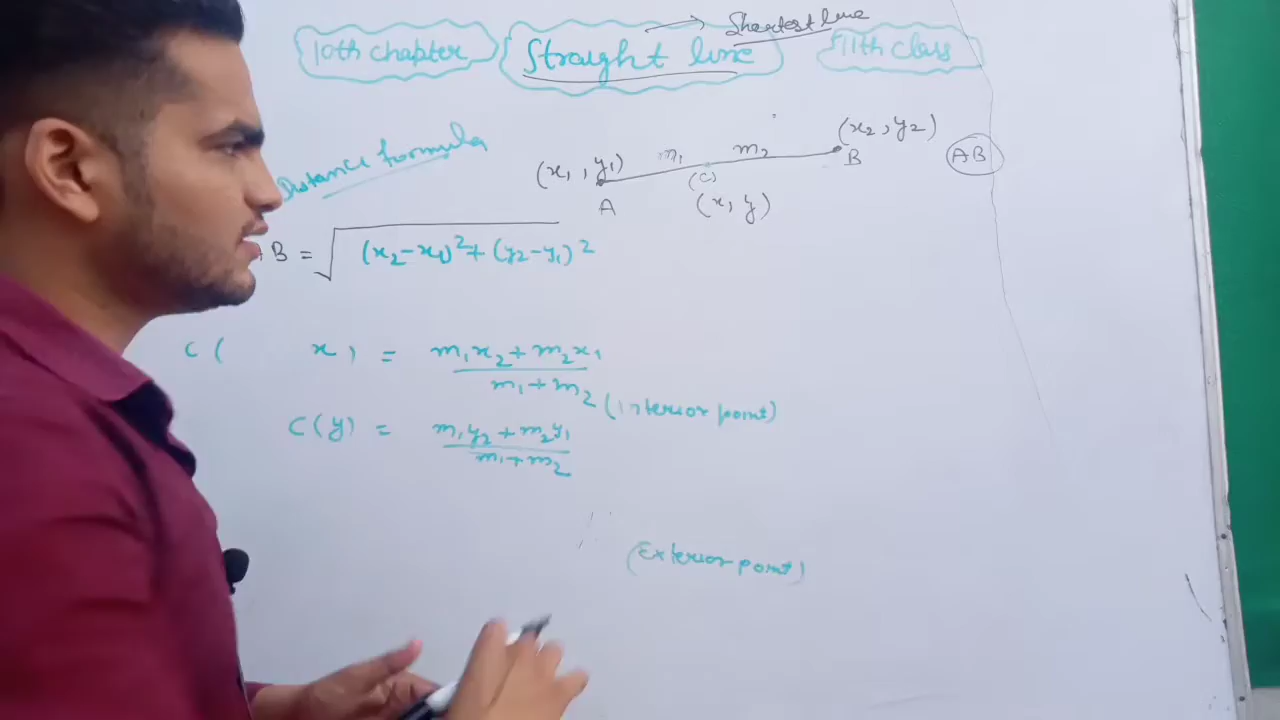 Shortest line
10th chapter Straight line 11th class
Distance formula
(x₁, y₁) m₁ m₂ (x₂, y₂)
A (C) B AB
(x, y)
B = √(x₂-x₁)²+(y₂-y₁)²
C( x) = m₁x₂+m₂x₁ / m₁+m₂
(Interior point)
C(y) = m₁y₂+m₂y₁ / m₁+m₂
(Exterior point)